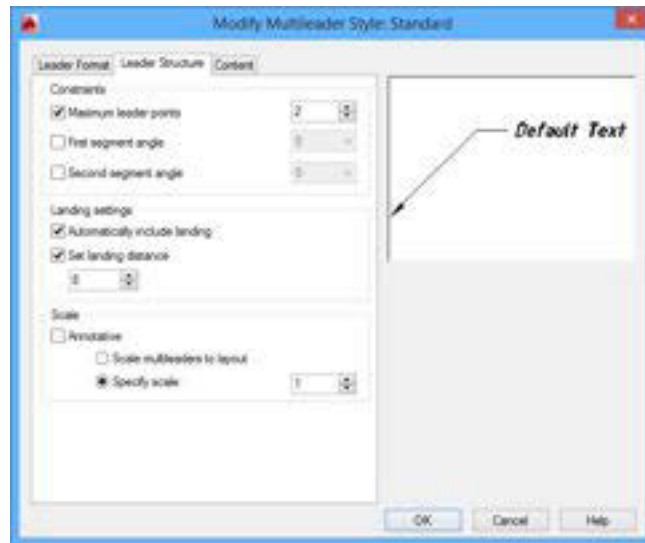 Modify Multileader Style: Standard
Leader Format Leader Structure Content
Constraints
Maximum leader points 2
First segment angle 0
Second segment angle 0
Landing settings
Automatically include landing
Set landing distance
8
Scale
Annotative
Scale multileaders to layout
Specify scale 1
Default Text
OK Cancel Help